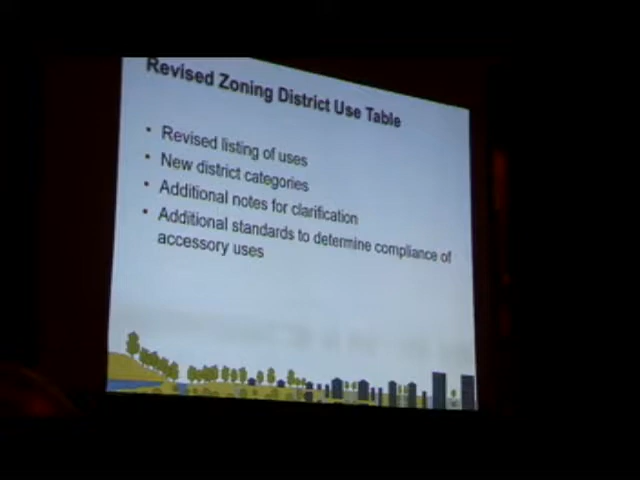 Revised Zoning District Use Table
• Revised listing of uses
• New district categories
• Additional notes for clarification
• Additional standards to determine compliance of
accessory uses